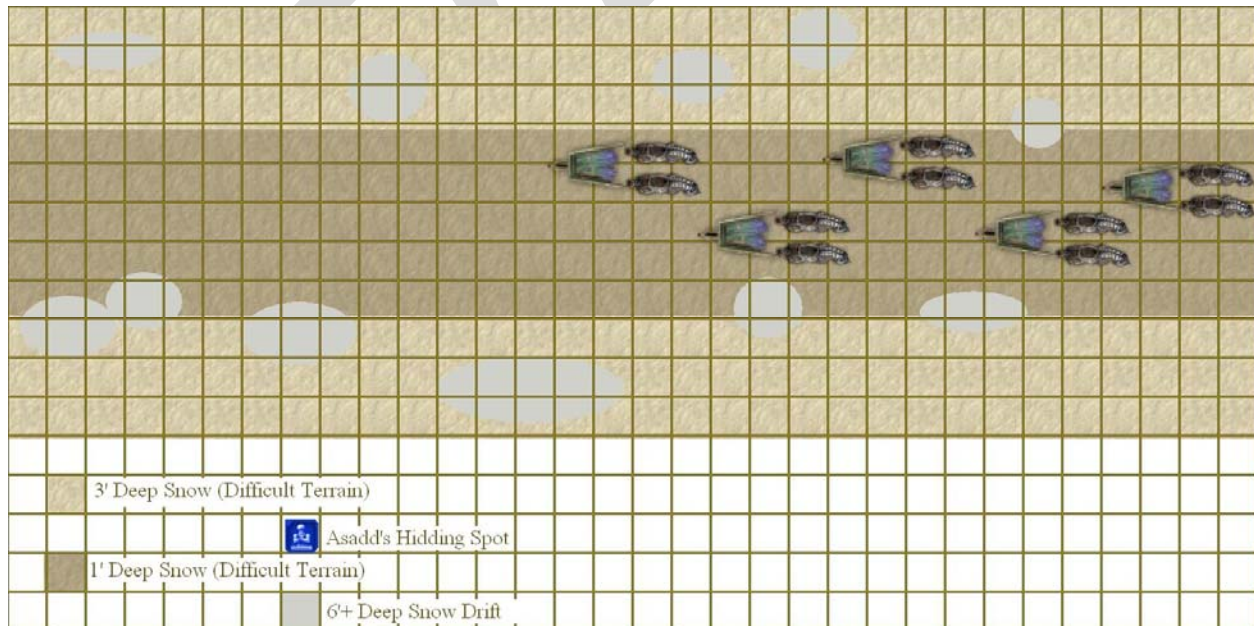 3' Deep Snow (Difficult Terrain)
Asadd's Hidding Spot
1' Deep Snow (Difficult Terrain)
6'+ Deep Snow Drift